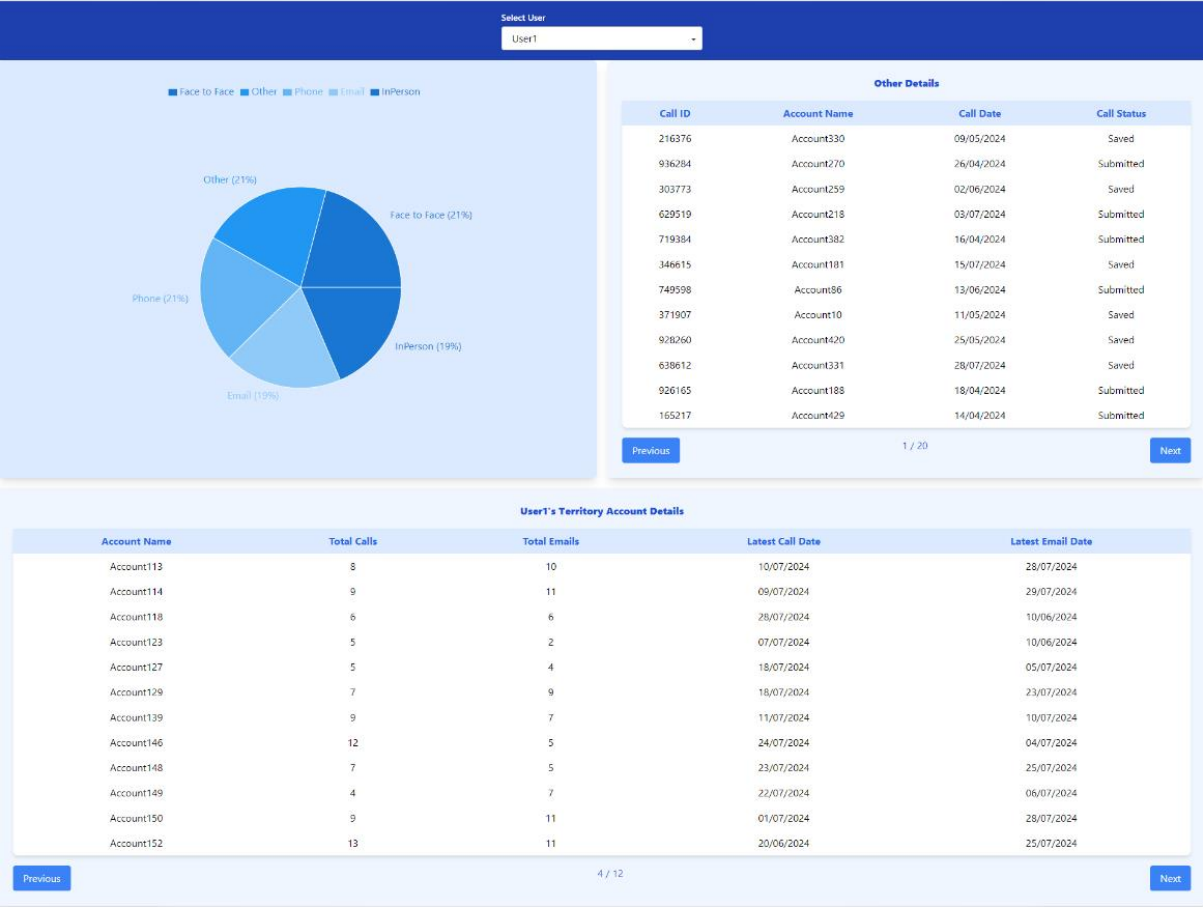 Select User
User1
Face to Face Other Phone Email InPerson
Other (21%)
Face to Face (21%)
Phone (21%)
InPerson (19%)
Email (19%)
Other Details
Call ID Account Name Call Date Call Status
216376 Account330 09/05/2024 Saved
936284 Account270 26/04/2024 Submitted
303773 Account259 02/06/2024 Saved
629519 Account218 03/07/2024 Submitted
719384 Account382 16/04/2024 Submitted
346615 Account181 15/07/2024 Saved
749598 Account86 13/06/2024 Submitted
371907 Account10 11/05/2024 Saved
928260 Account420 25/05/2024 Saved
638612 Account331 28/07/2024 Saved
926165 Account188 18/04/2024 Submitted
165217 Account429 14/04/2024 Submitted
Previous 1 / 20 Next
User1's Territory Account Details
Account Name Total Calls Total Emails Latest Call Date Latest Email Date
Account113 8 10 10/07/2024 28/07/2024
Account114 9 11 09/07/2024 29/07/2024
Account118 6 6 28/07/2024 10/06/2024
Account123 5 2 07/07/2024 10/06/2024
Account127 5 4 18/07/2024 05/07/2024
Account129 7 9 18/07/2024 23/07/2024
Account139 9 7 11/07/2024 10/07/2024
Account146 12 5 24/07/2024 04/07/2024
Account148 7 5 23/07/2024 25/07/2024
Account149 4 7 22/07/2024 06/07/2024
Account150 9 11 01/07/2024 28/07/2024
Account152 13 11 20/06/2024 25/07/2024
Previous 4 / 12 Next